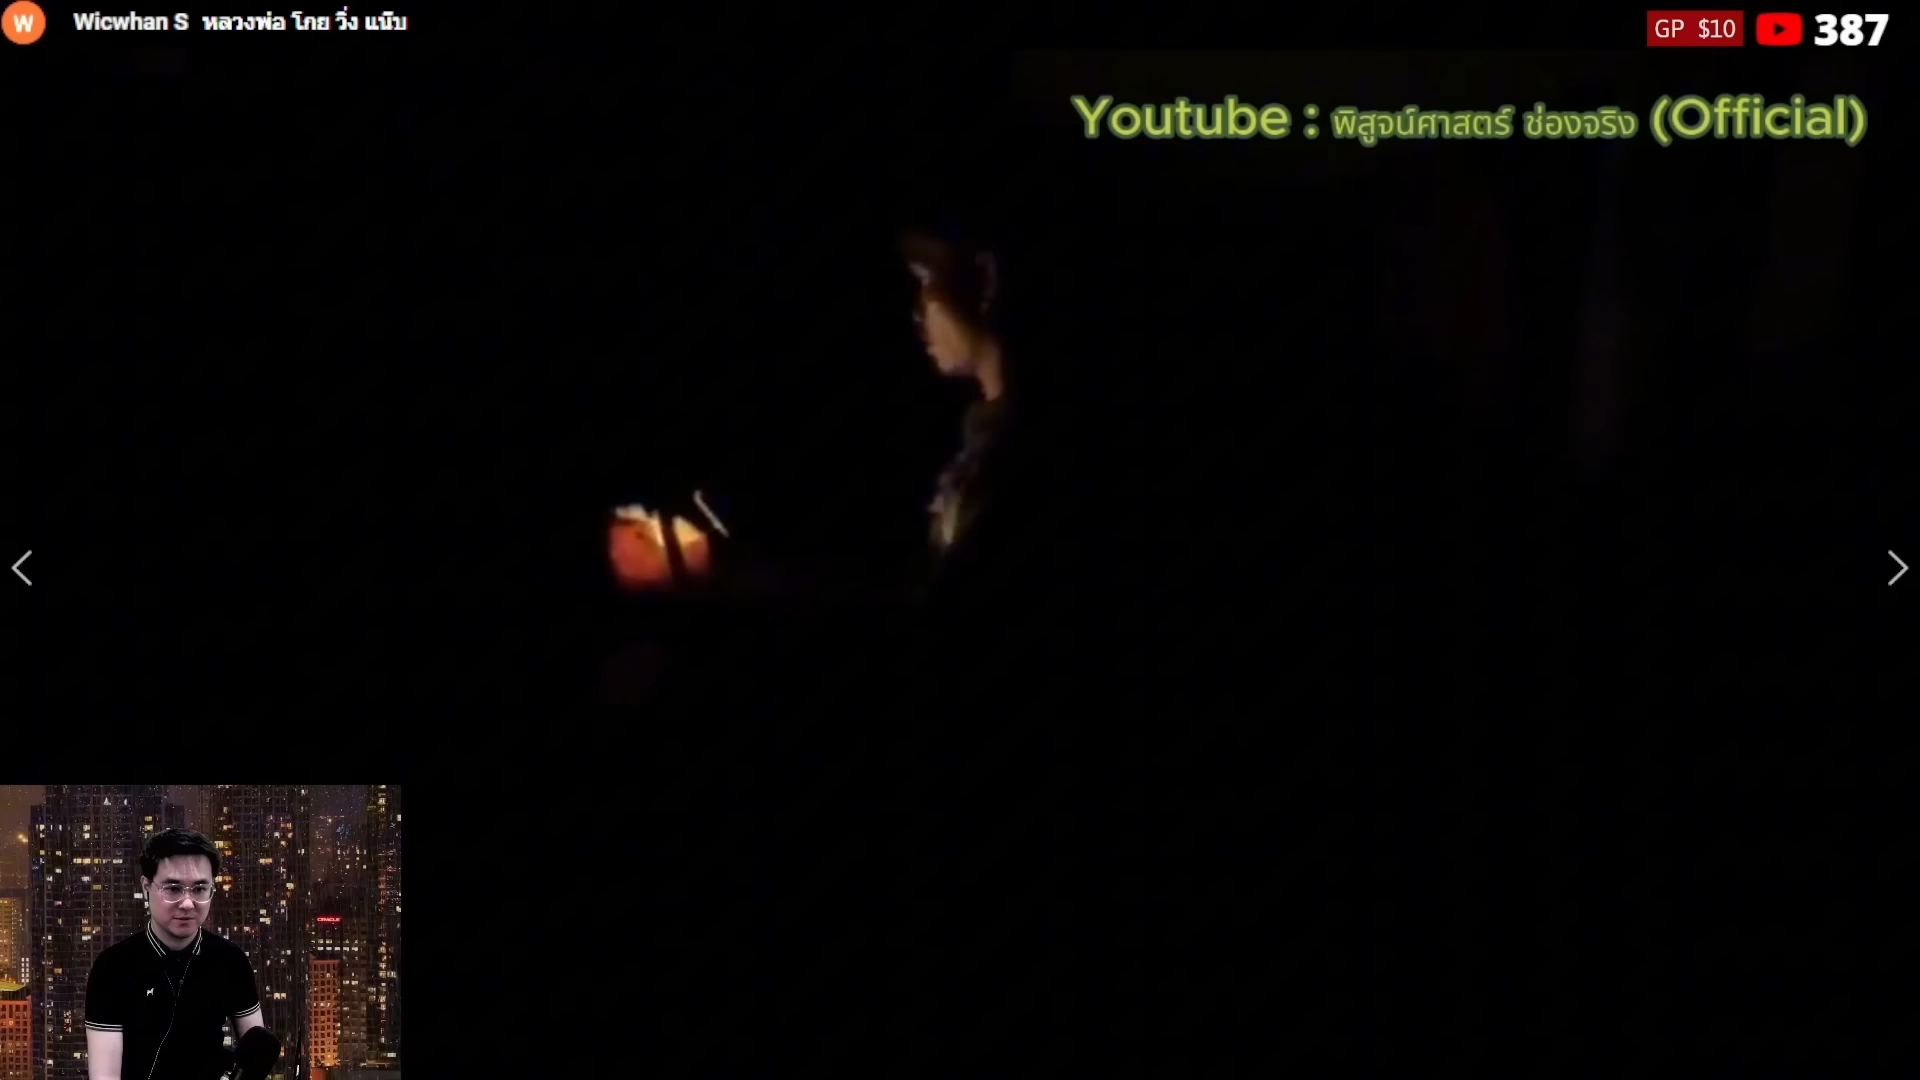 W Wicwhan S หลวงพ่อ โกย วิ่ง แน๊บ
GP $10 387
Youtube : พิสูจน์ศาสตร์ ช่องจริง (Official)
ORACLE